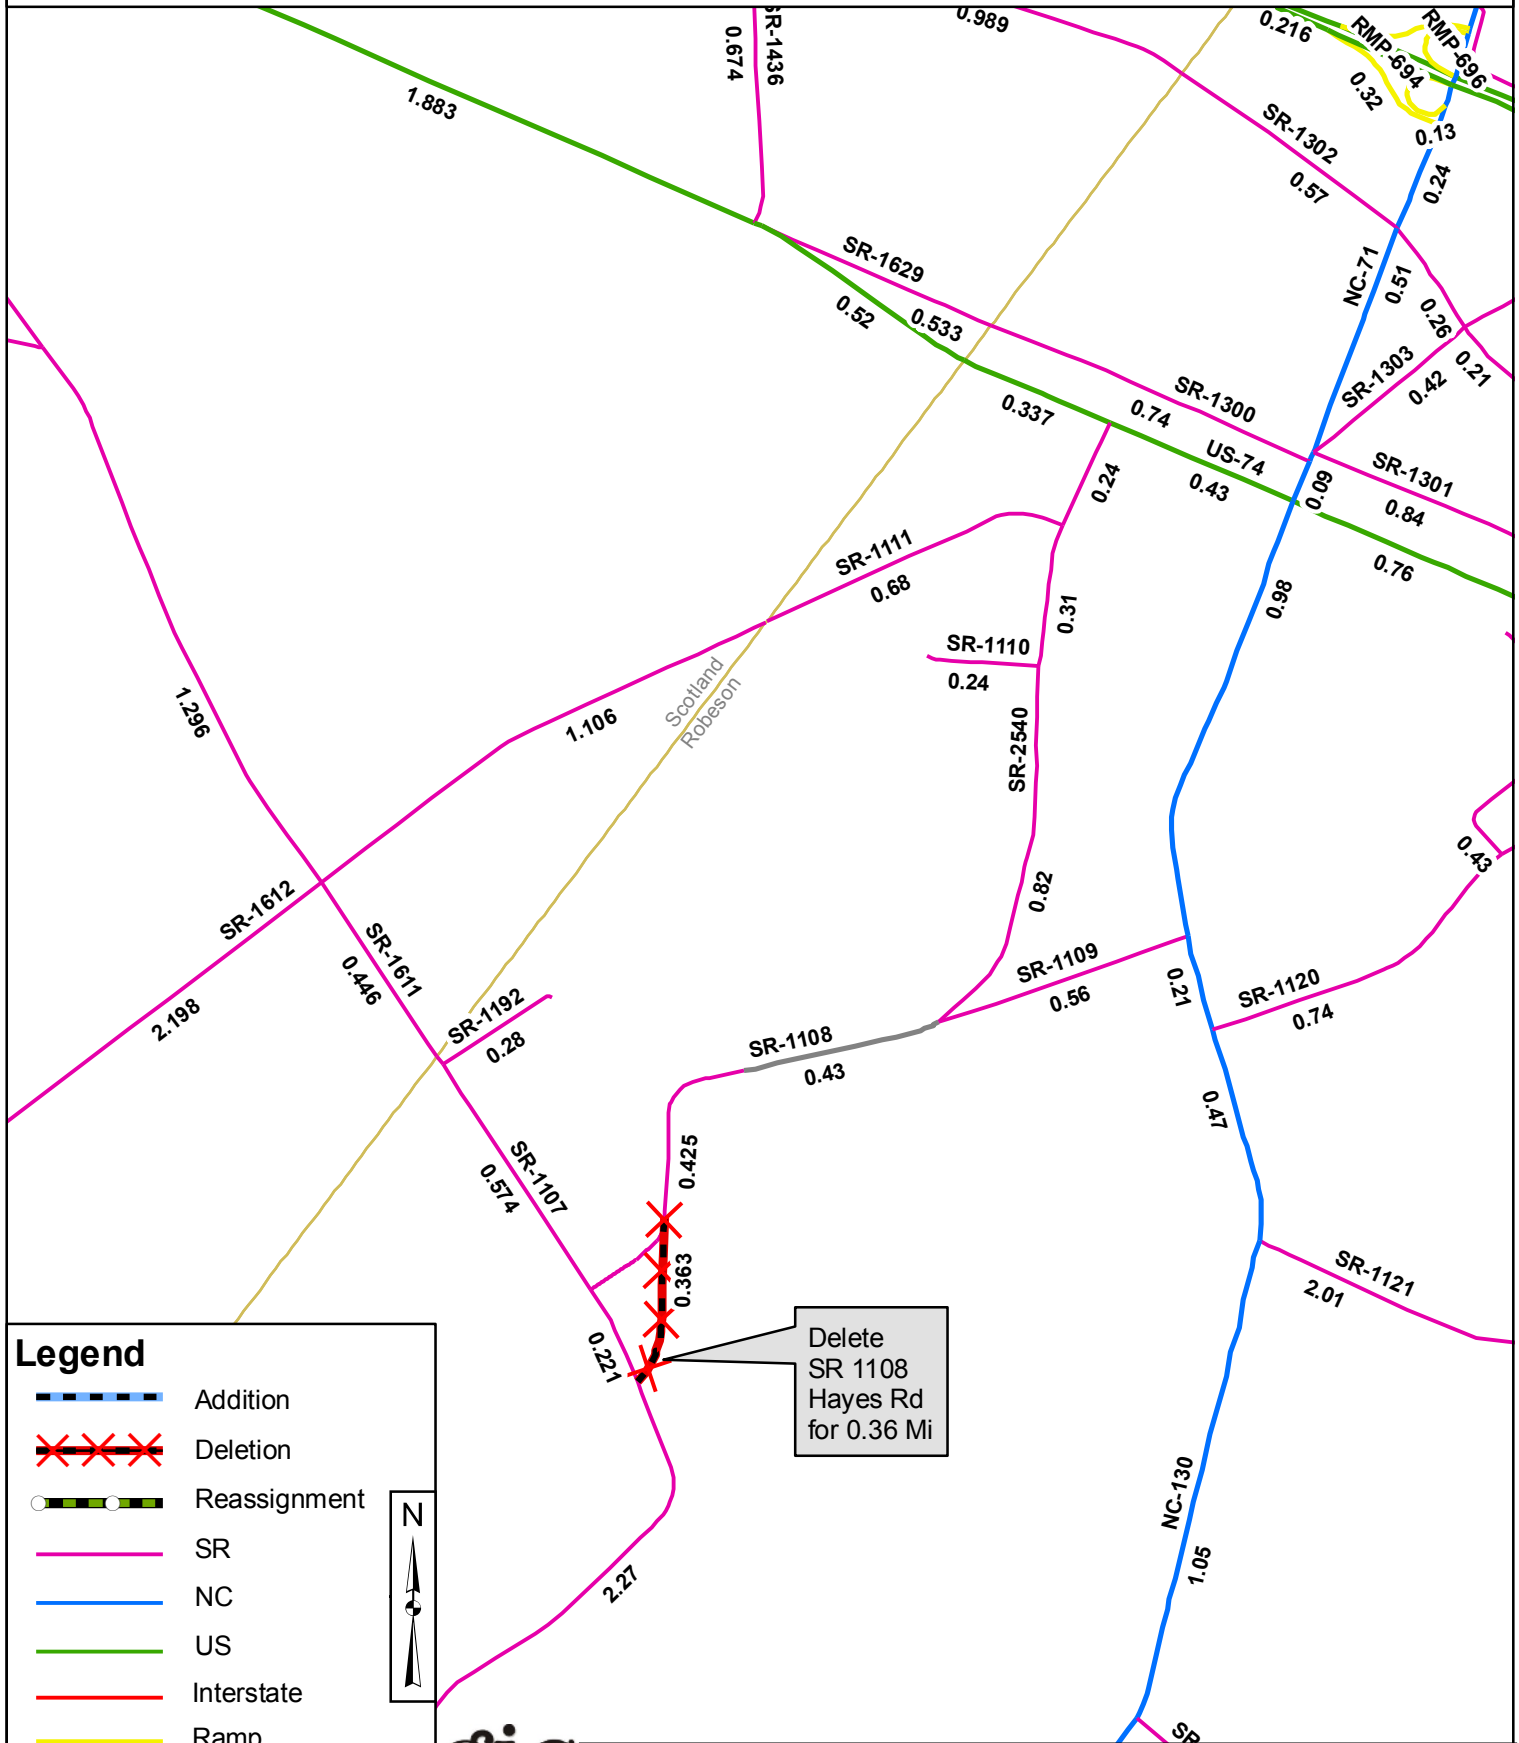 SR-1436
0.674
0.989
0.216
RMP-694
RMP-696
0.32
0.13
1.883
SR-1302
0.57
0.24
SR-1629
0.52
0.533
NC-71
0.51
0.26
0.21
SR-1303
0.42
0.337
0.74
SR-1300
US-74
0.43
0.09
SR-1301
0.84
0.76
0.24
SR-1111
0.68
0.31
0.98
SR-1110
0.24
Scotland
Robeson
1.296
1.106
SR-2540
0.43
SR-1612
0.82
SR-1611
0.446
SR-1109
0.56
0.21
SR-1120
0.74
2.198
SR-1192
0.28
SR-1108
0.43
0.47
SR-1107
0.574
0.425
0.363
SR-1121
2.01
0.221
Delete
SR 1108
Hayes Rd
for 0.36 Mi
NC-130
1.05
2.27
Legend
Addition
Deletion
Reassignment
N
SR
NC
US
Interstate
Ramp
SR